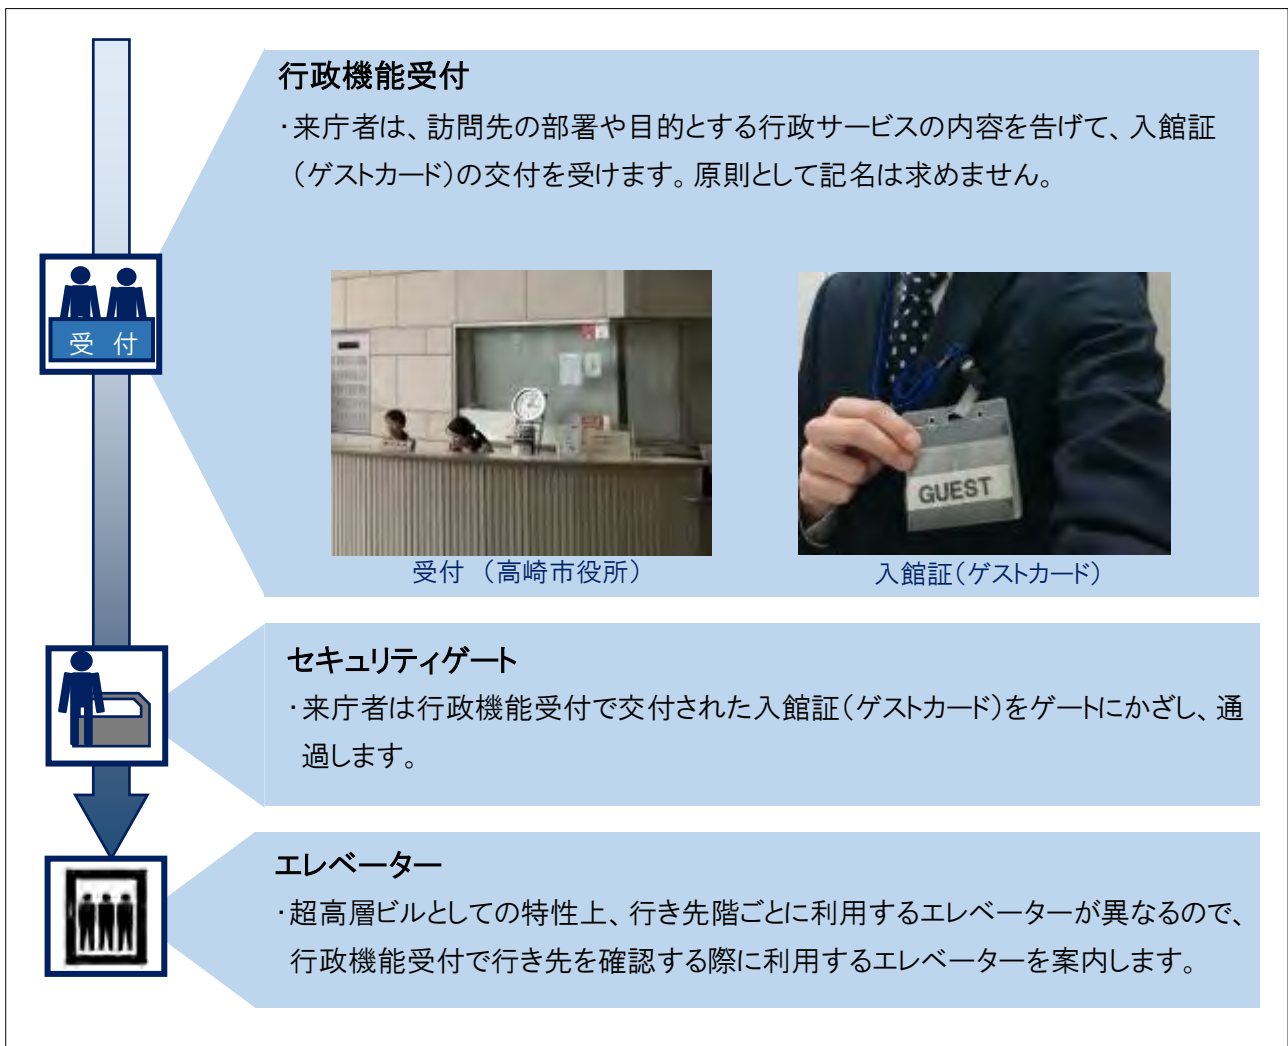 行政機能受付
・来庁者は、訪問先の部署や目的とする行政サービスの内容を告げて、入館証
（ゲストカード）の交付を受けます。原則として記名は求めません。
受 付
GUEST
受付 （高崎市役所）
入館証（ゲストカード）
セキュリティゲート
・来庁者は行政機能受付で交付された入館証（ゲストカード）をゲートにかざし、通
過します。
エレベーター
・超高層ビルとしての特性上、行き先階ごとに利用するエレベーターが異なるので、
行政機能受付で行き先を確認する際に利用するエレベーターを案内します。